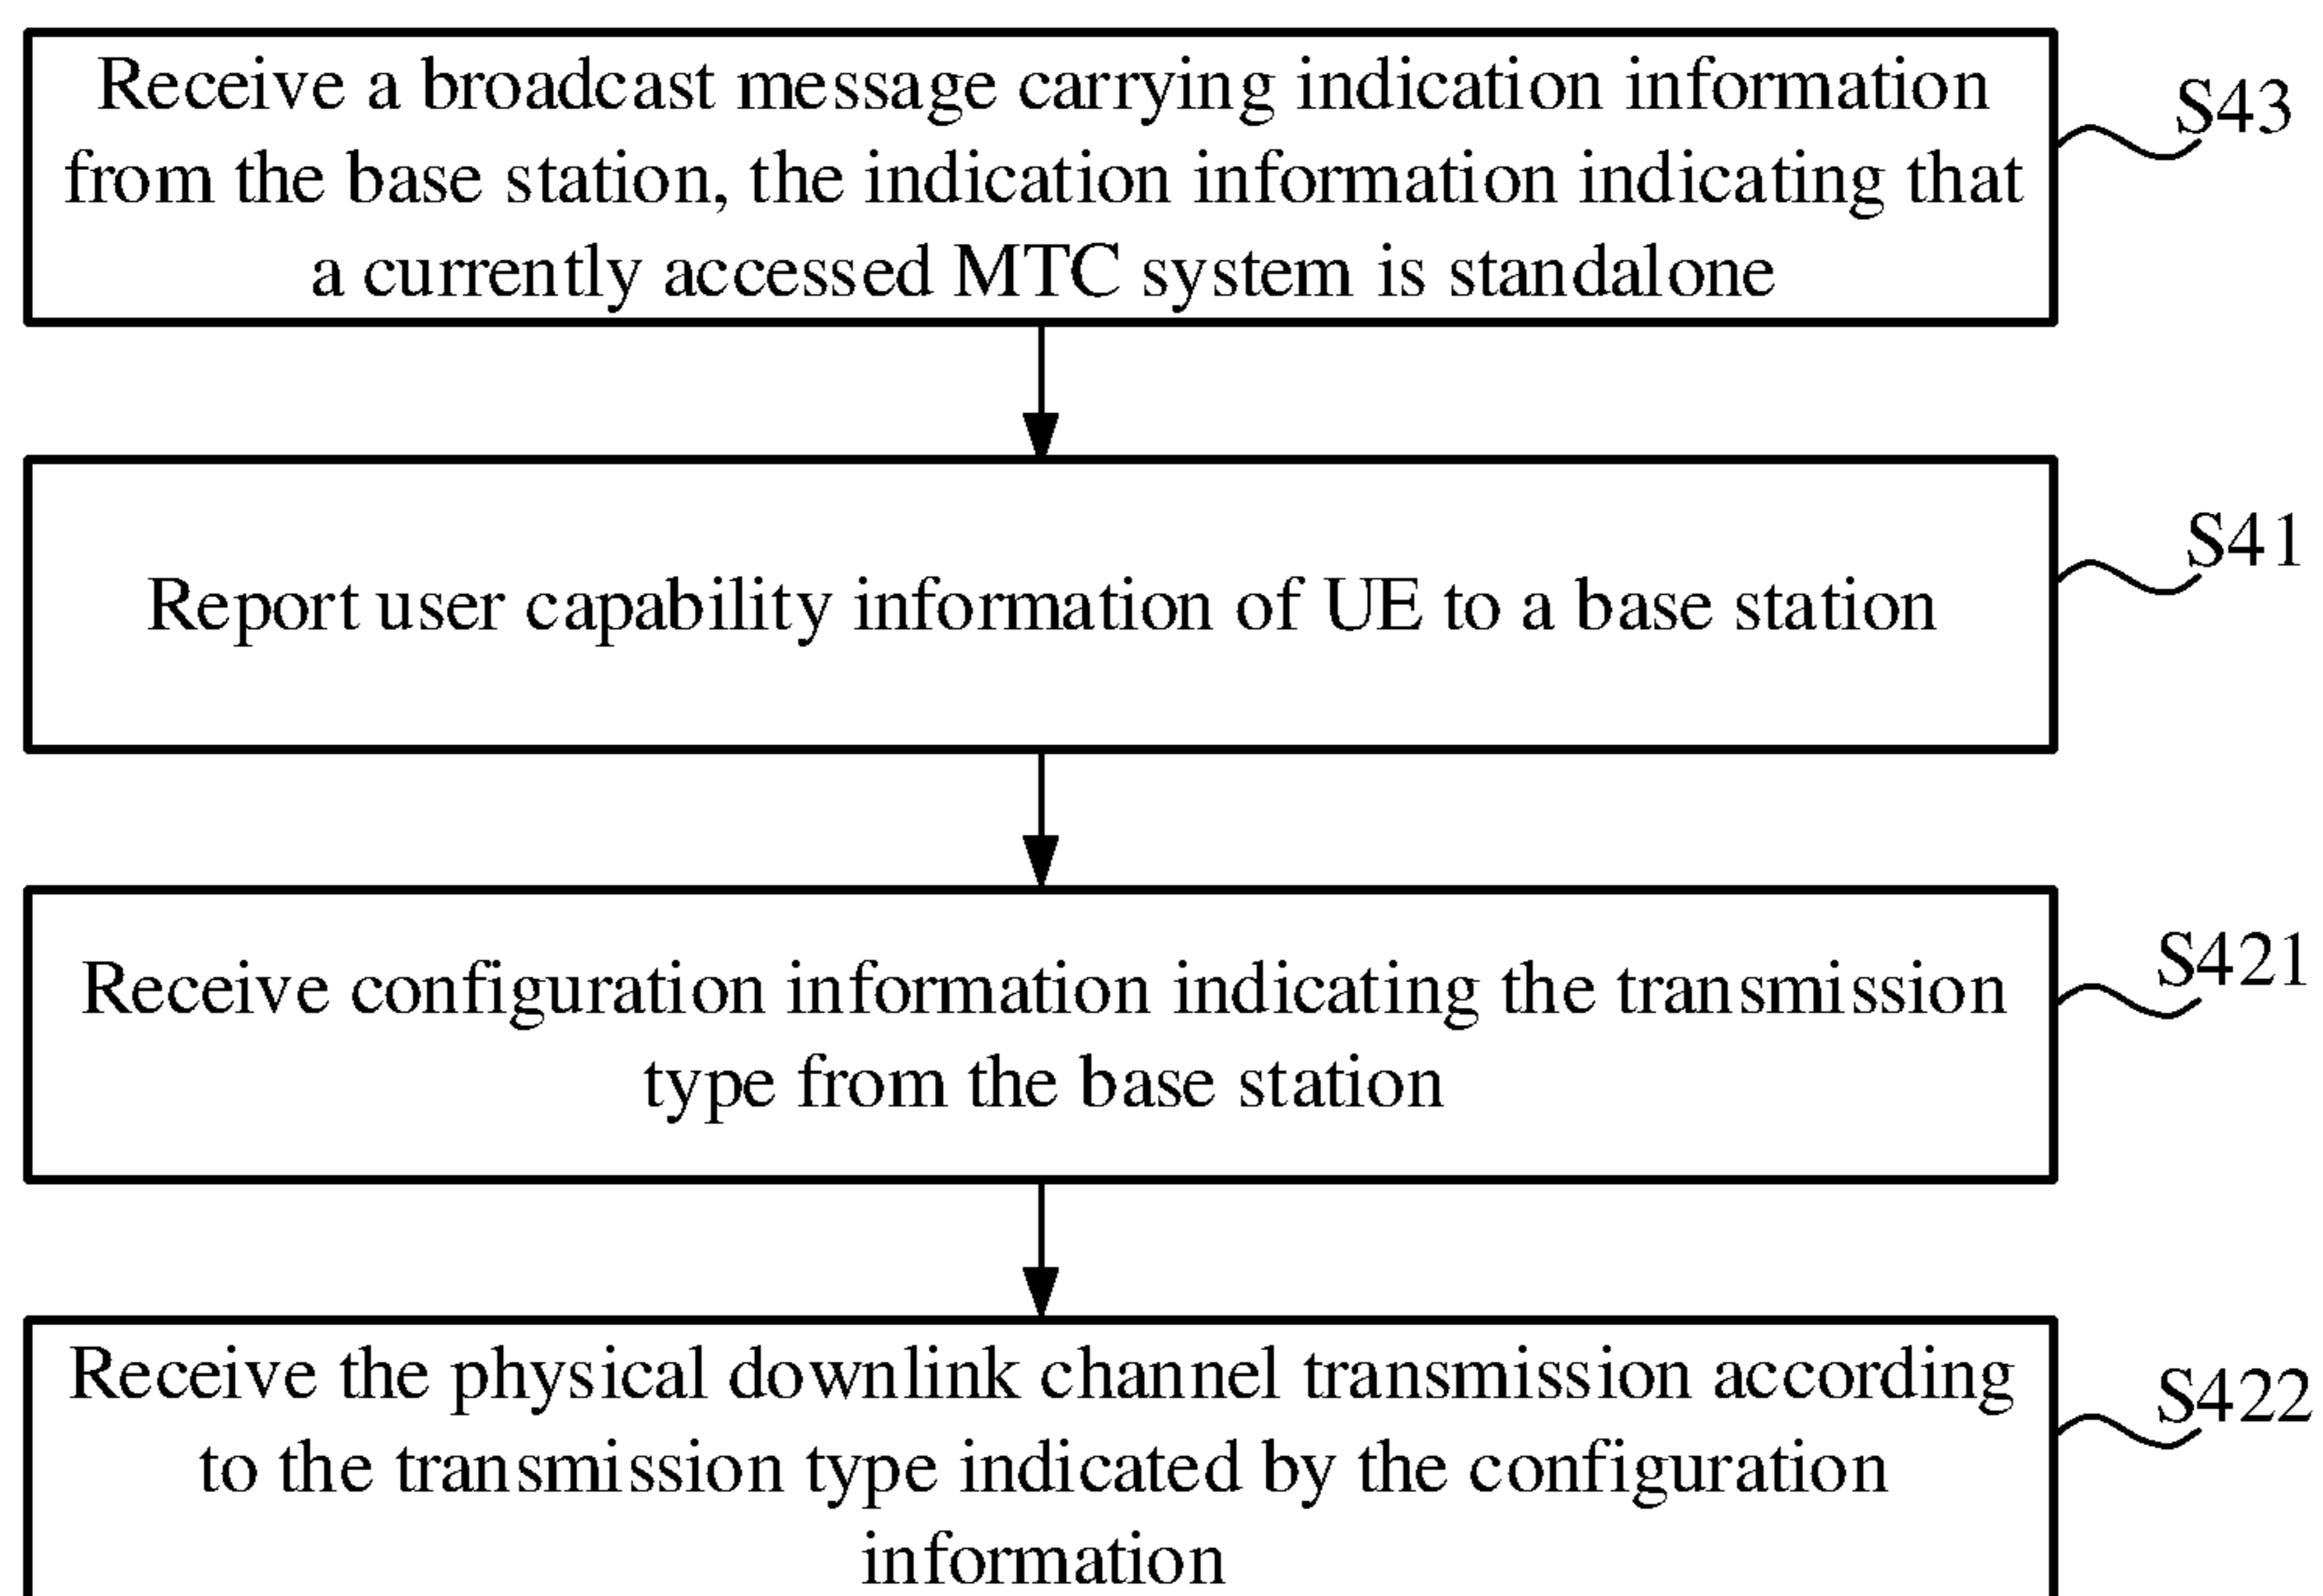 Receive a broadcast message carrying indication information
from the base station, the indication information indicating that
a currently accessed MTC system is standalone
S43
Report user capability information of UE to a base station
S41
Receive configuration information indicating the transmission
type from the base station
S421
Receive the physical downlink channel transmission according
to the transmission type indicated by the configuration
information
S422